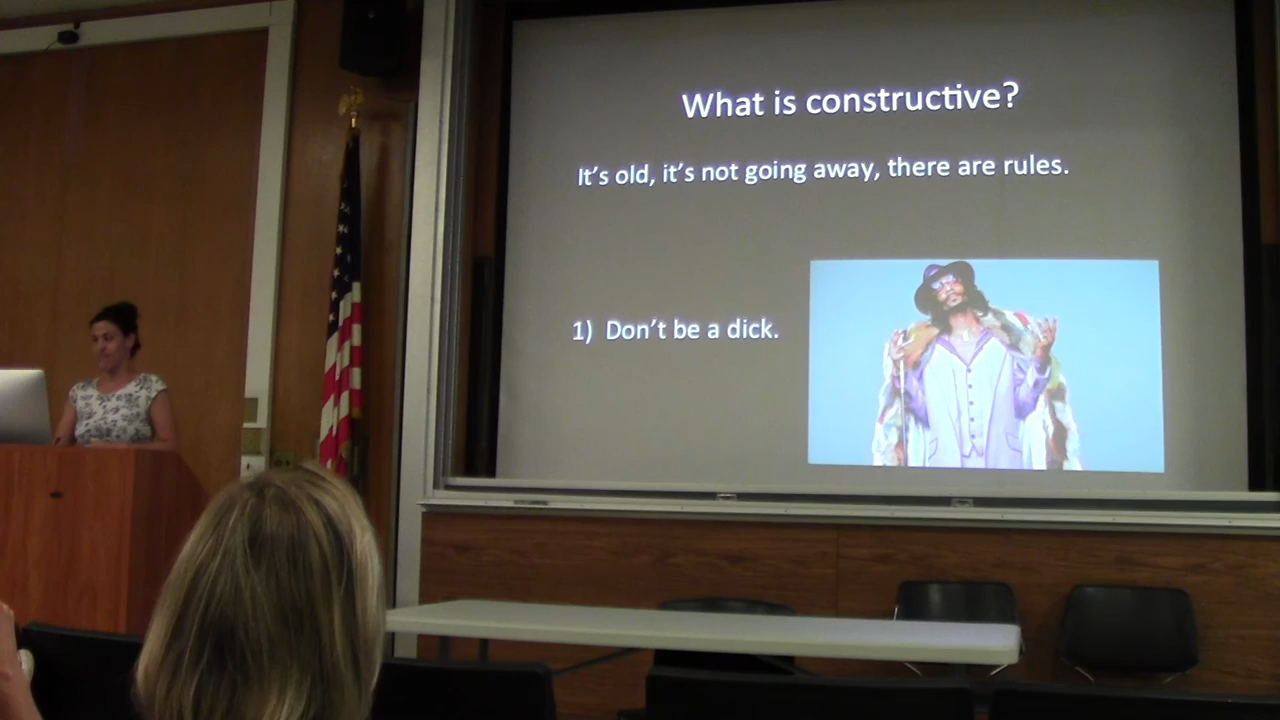 What is constructive?
It's old, it's not going away, there are rules.
1) Don't be a dick.